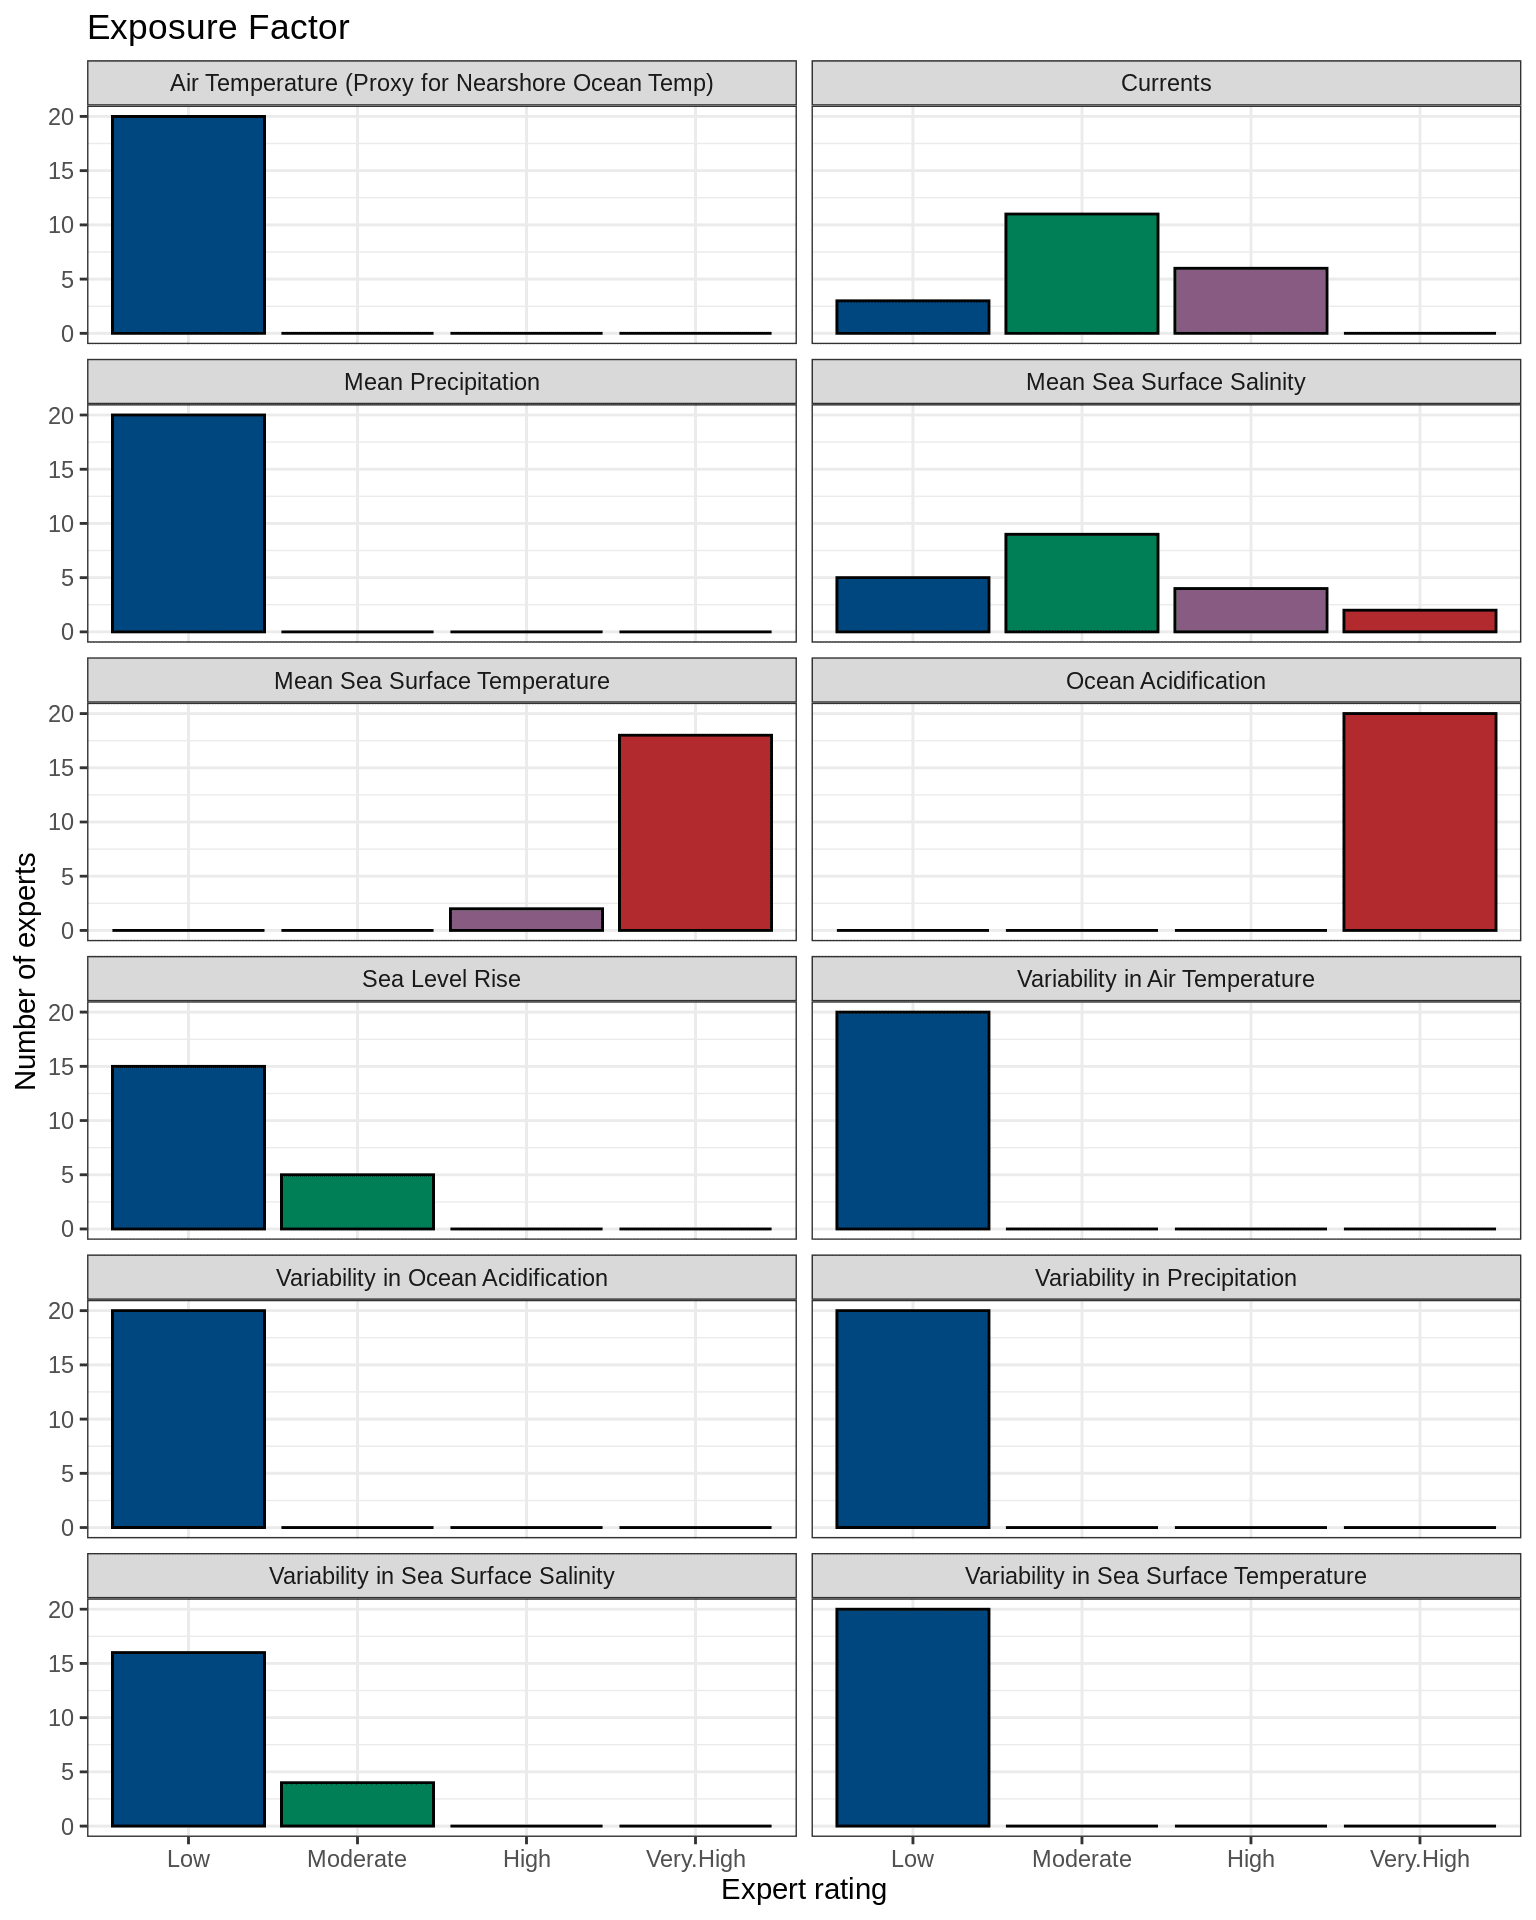 Exposure Factor
Air Temperature (Proxy for Nearshore Ocean Temp)
Currents
20
15
10
5
0
Mean Precipitation
Mean Sea Surface Salinity
20
15
10
5
0
Mean Sea Surface Temperature
Ocean Acidification
20
15
10
5
0
Number of experts
Sea Level Rise
Variability in Air Temperature
20
15
10
5
0
Variability in Ocean Acidification
Variability in Precipitation
20
15
10
5
0
Variability in Sea Surface Salinity
Variability in Sea Surface Temperature
20
15
10
5
0
Low Moderate High Very.High Low Moderate High Very.High
Expert rating